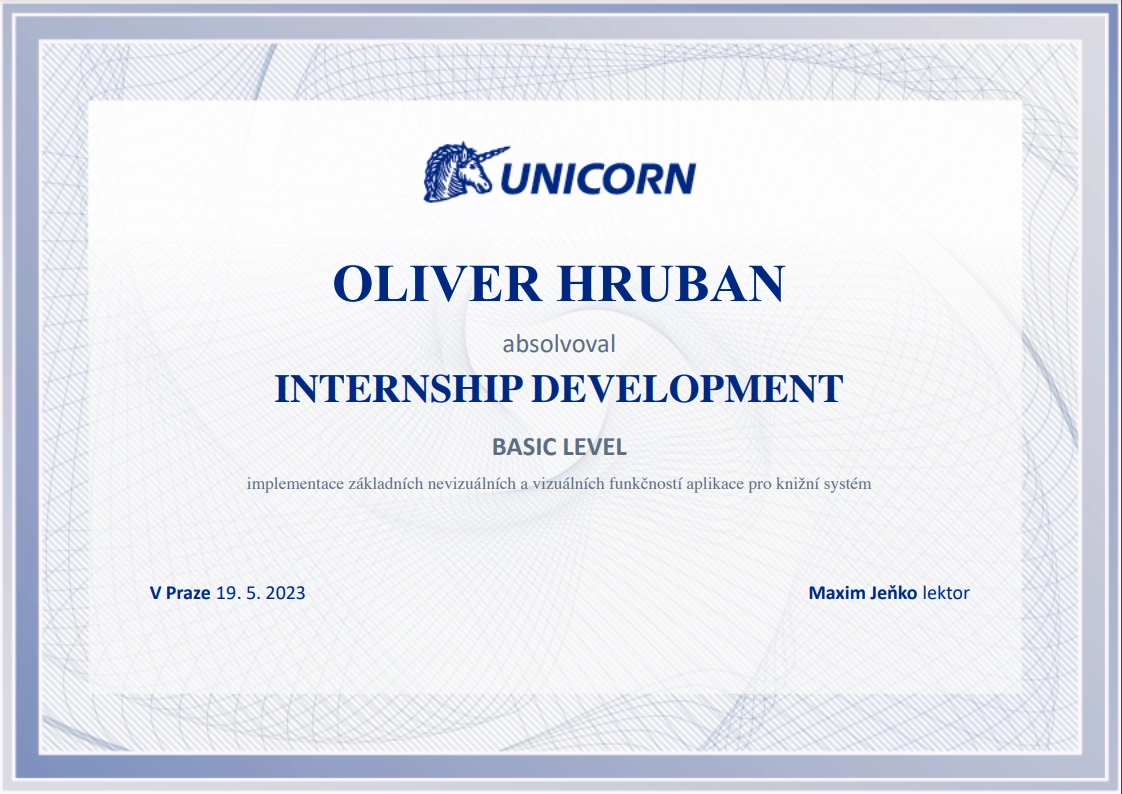 UNICORN
OLIVER HRUBAN
absolvoval
INTERNSHIP DEVELOPMENT
BASIC LEVEL
implementace základních nevizuálních a vizuálních funkčností aplikace pro knižní systém
V Praze 19. 5. 2023
Maxim Jeňko lektor